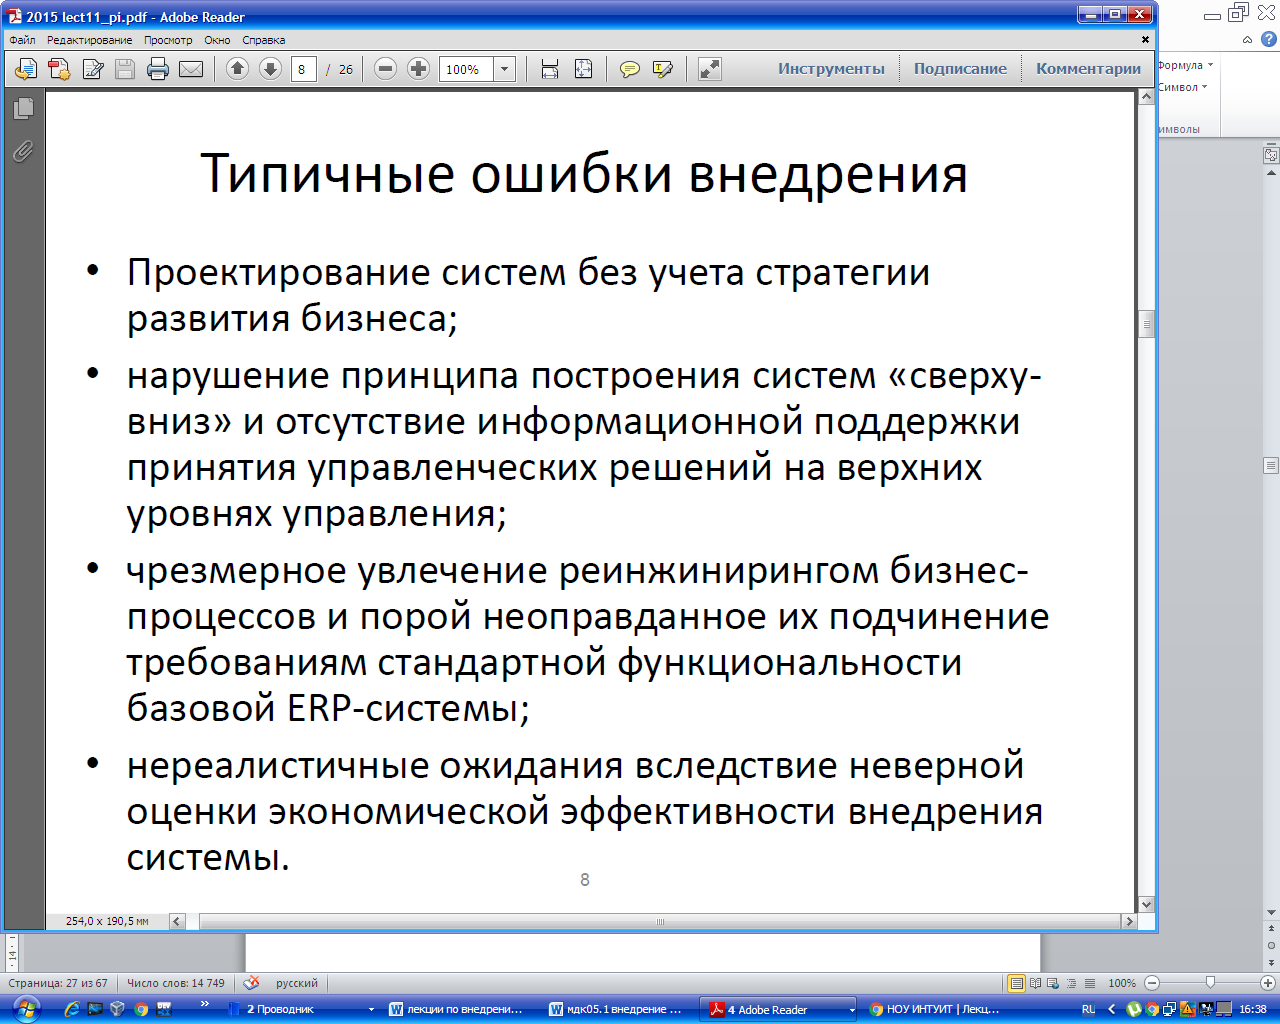 2015 lect11_pi.pdf - Adobe Reader
Файл Редактирование Просмотр Окно Справка
8 / 26 100% Инструменты Подписание Комментарии
Формула
Символ
имволы
Типичные ошибки внедрения
• Проектирование систем без учета стратегии
развития бизнеса;
• нарушение принципа построения систем «сверху-
вниз» и отсутствие информационной поддержки
принятия управленческих решений на верхних
уровнях управления;
• чрезмерное увлечение реинжинирингом бизнес-
процессов и порой неоправданное их подчинение
требованиям стандартной функциональности
базовой ERP-системы;
• нереалистичные ожидания вследствие неверной
оценки экономической эффективности внедрения
системы.
8
254,0 x 190,5 мм
14
Страница: 27 из 67 Число слов: 14 749 русский 100%
2 Проводник лекции по внедрени... мдк05.1 внедрение ... 4 Adobe Reader НОУ ИНТУИТ | Лекц... RU 16:38